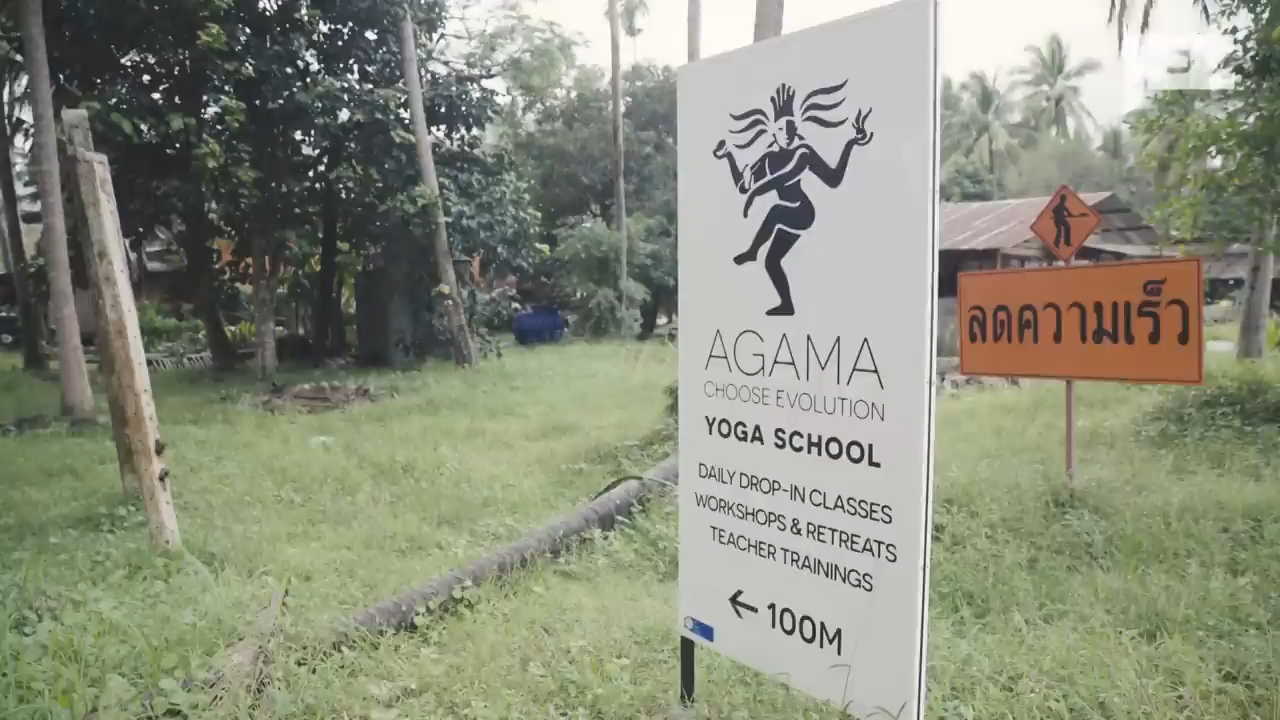 AGAMA
CHOOSE EVOLUTION
YOGA SCHOOL
DAILY DROP-IN CLASSES
WORKSHOPS & RETREATS
TEACHER TRAININGS
← 100M
ลดความเร็ว